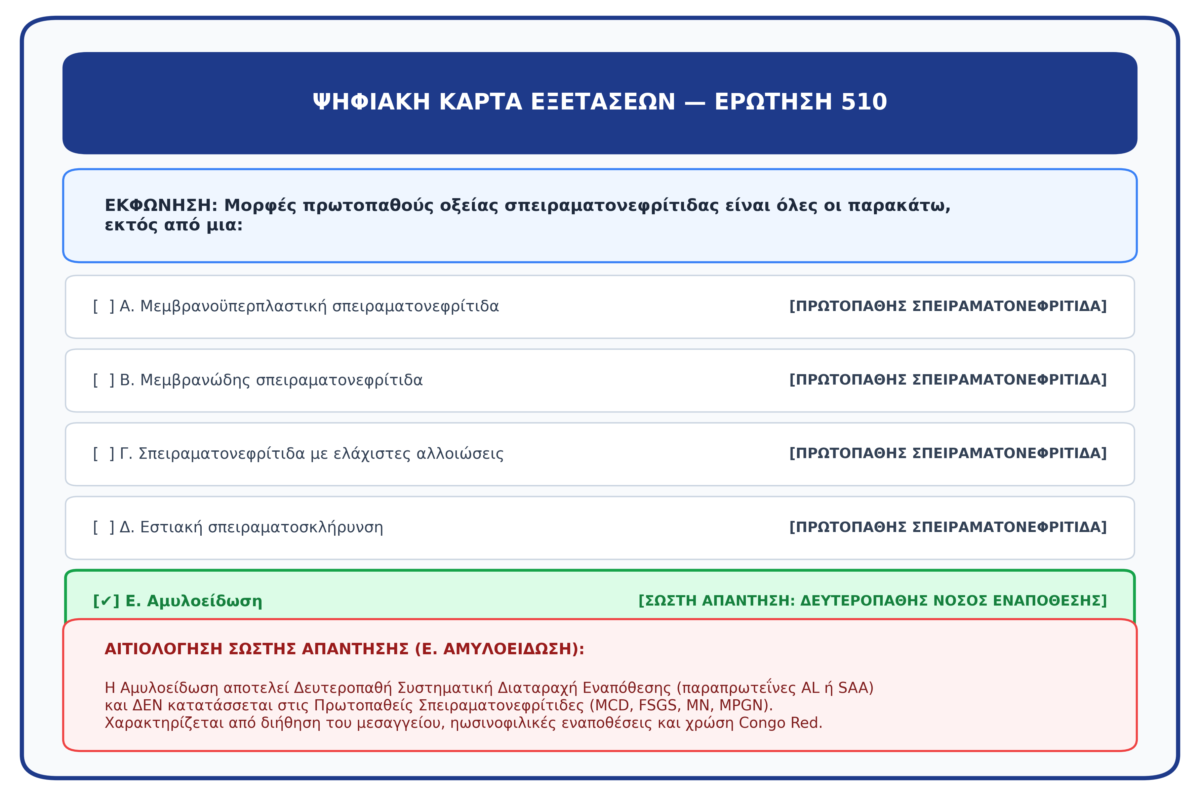 ΨΗΦΙΑΚΗ ΚΑΡΤΑ ΕΞΕΤΑΣΕΩΝ — ΕΡΩΤΗΣΗ 510
ΕΚΦΩΝΗΣΗ: Μορφές πρωτοπαθούς οξείας σπειραματονεφρίτιδας είναι όλες οι παρακάτω,
εκτός από μια:
[ ] Α. Μεμβρανοϋπερπλαστική σπειραματονεφρίτιδα [ΠΡΩΤΟΠΑΘΗΣ ΣΠΕΙΡΑΜΑΤΟΝΕΦΡΙΤΙΔΑ]
[ ] Β. Μεμβρανώδης σπειραματονεφρίτιδα [ΠΡΩΤΟΠΑΘΗΣ ΣΠΕΙΡΑΜΑΤΟΝΕΦΡΙΤΙΔΑ]
[ ] Γ. Σπειραματονεφρίτιδα με ελάχιστες αλλοιώσεις [ΠΡΩΤΟΠΑΘΗΣ ΣΠΕΙΡΑΜΑΤΟΝΕΦΡΙΤΙΔΑ]
[ ] Δ. Εστιακή σπειραματοσκλήρυνση [ΠΡΩΤΟΠΑΘΗΣ ΣΠΕΙΡΑΜΑΤΟΝΕΦΡΙΤΙΔΑ]
[✔] Ε. Αμυλοείδωση [ΣΩΣΤΗ ΑΠΑΝΤΗΣΗ: ΔΕΥΤΕΡΟΠΑΘΗΣ ΝΟΣΟΣ ΕΝΑΠΟΘΕΣΗΣ]
ΑΙΤΙΟΛΟΓΗΣΗ ΣΩΣΤΗΣ ΑΠΑΝΤΗΣΗΣ (Ε. ΑΜΥΛΟΕΙΔΩΣΗ):
Η Αμυλοείδωση αποτελεί Δευτεροπαθή Συστηματική Διαταραχή Εναπόθεσης (παραπρωτεΐνες AL ή SAA)
και ΔΕΝ κατατάσσεται στις Πρωτοπαθείς Σπειραματονεφρίτιδες (MCD, FSGS, MN, MPGN).
Χαρακτηρίζεται από διήθηση του μεσαγγείου, ηωσινοφιλικές εναποθέσεις και χρώση Congo Red.